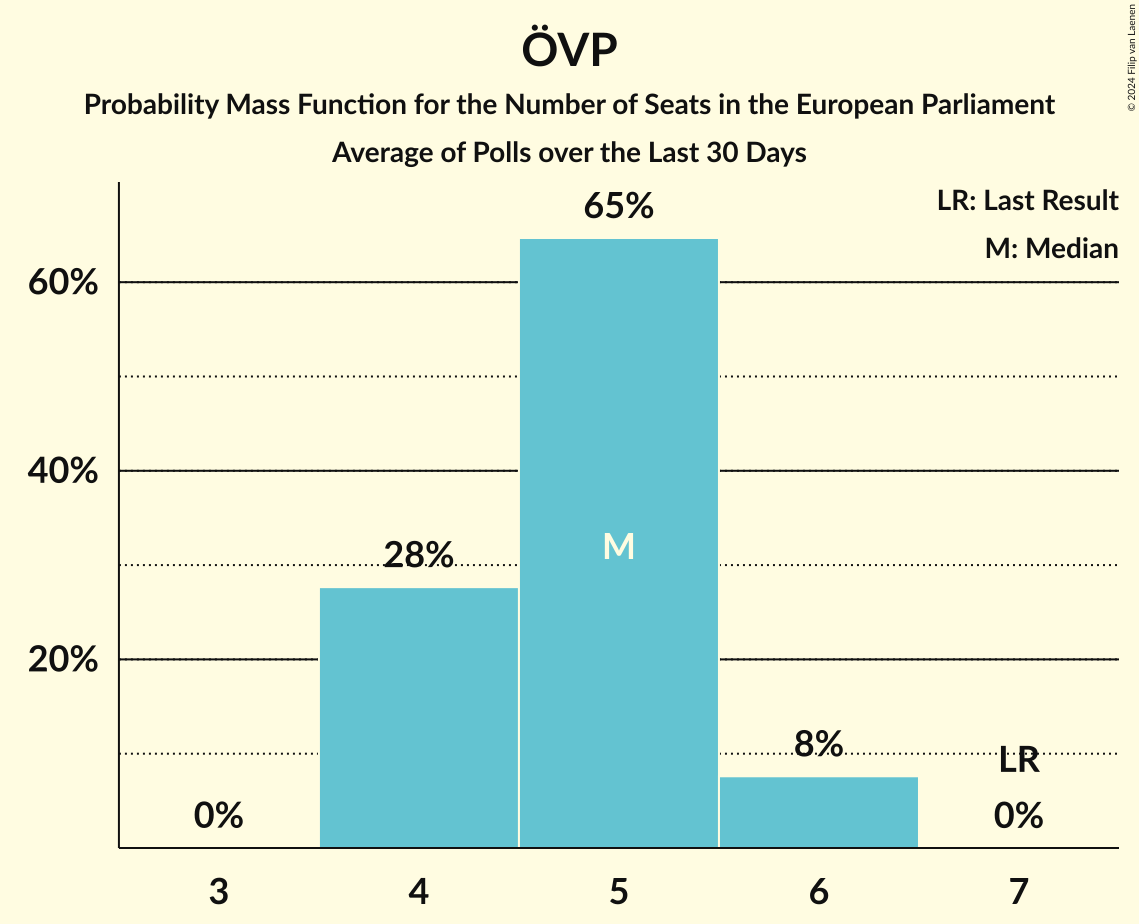 ÖVP
Probability Mass Function for the Number of Seats in the European Parliament
Average of Polls over the Last 30 Days
© 2024 Filip van Laenen
LR: Last Result
M: Median
65%
60%
40%
28%
M
20%
8%
LR
0%
0%
3
4
5
6
7